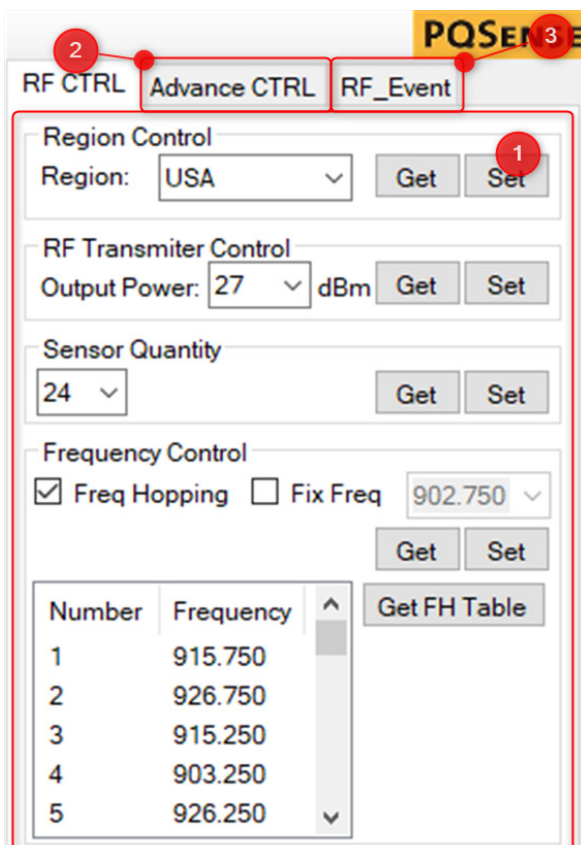 PQSENSE
2
3
RF CTRL Advance CTRL RF_Event
Region Control
1
Region: USA Get Set
RF Transmiter Control
Output Power: 27 dBm Get Set
Sensor Quantity
24 Get Set
Frequency Control
Freq Hopping Fix Freq 902.750
Get Set
Number Frequency Get FH Table
1 915.750
2 926.750
3 915.250
4 903.250
5 926.250